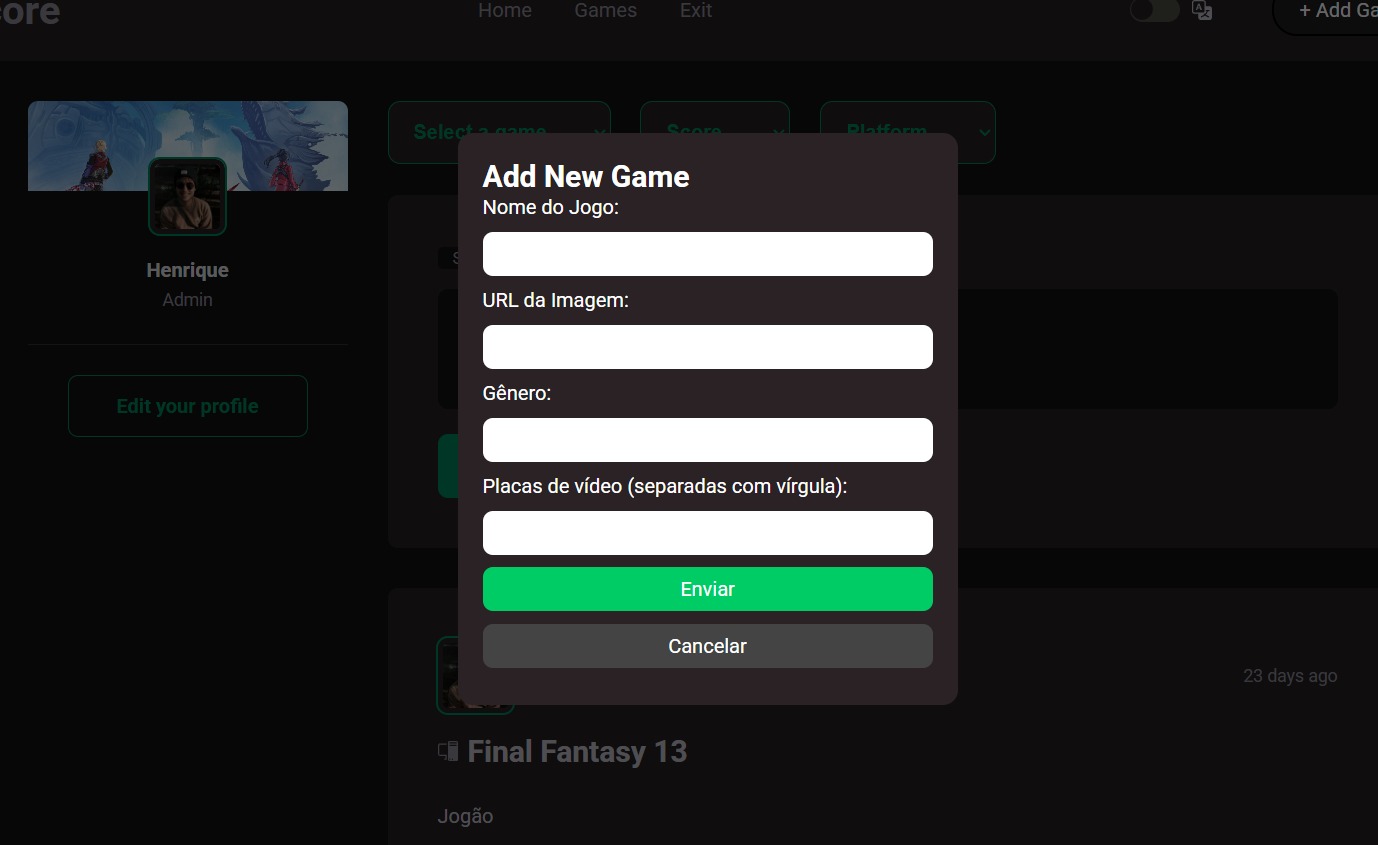 core
Home Games Exit
+ Add Ga
Select a game
Score
Platform
Henrique
Admin
Edit your profile
Add New Game
Nome do Jogo:
URL da Imagem:
Gênero:
Placas de vídeo (separadas com vírgula):
Enviar
Cancelar
23 days ago
Final Fantasy 13
Jogão